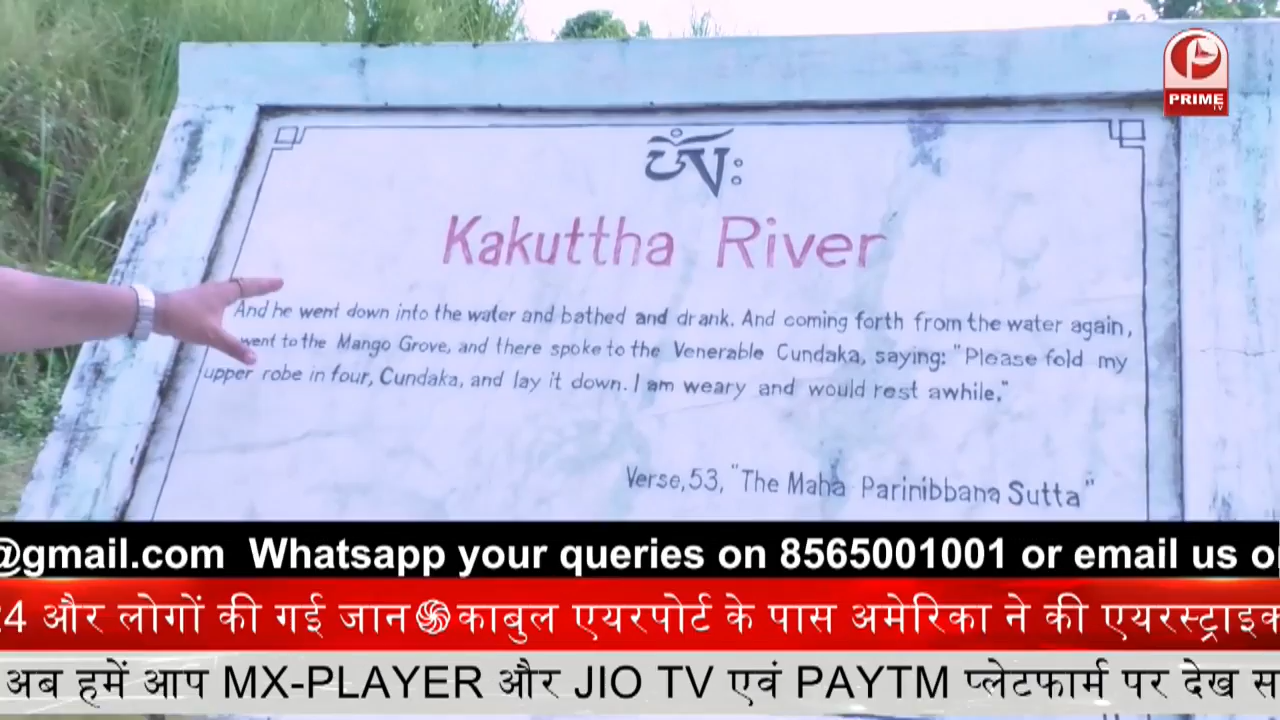 PRIME
TV
Kakuttha River
And he went down into the water and bathed and drank. And coming forth from the water again,
went to the Mango Grove, and there spoke to the Venerable Cundaka, saying: "Please fold my
upper robe in four, Cundaka, and lay it down. I am weary and would rest awhile."
Verse,53, "The Maha Parinibbana Sutta"
@gmail.com Whatsapp your queries on 8565001001 or email us o
24 और लोगों की गई जान काबुल एयरपोर्ट के पास अमेरिका ने की एयरस्ट्राइक
अब हमें आप MX-PLAYER और JIO TV एवं PAYTM प्लेटफार्म पर देख स